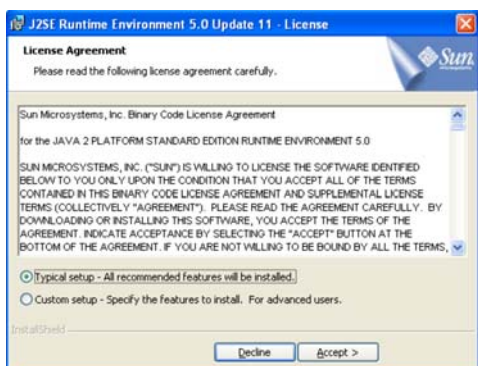 J2SE Runtime Environment 5.0 Update 11 - License
License Agreement
Please read the following license agreement carefully.
Sun
microsystems
Sun Microsystems, Inc. Binary Code License Agreement
for the JAVA 2 PLATFORM STANDARD EDITION RUNTIME ENVIRONMENT 5.0
SUN MICROSYSTEMS, INC. ("SUN") IS WILLING TO LICENSE THE SOFTWARE IDENTIFIED
BELOW TO YOU ONLY UPON THE CONDITION THAT YOU ACCEPT ALL OF THE TERMS
CONTAINED IN THIS BINARY CODE LICENSE AGREEMENT AND SUPPLEMENTAL LICENSE
TERMS (COLLECTIVELY "AGREEMENT"). PLEASE READ THE AGREEMENT CAREFULLY. BY
DOWNLOADING OR INSTALLING THIS SOFTWARE, YOU ACCEPT THE TERMS OF THE
AGREEMENT. INDICATE ACCEPTANCE BY SELECTING THE "ACCEPT" BUTTON AT THE
BOTTOM OF THE AGREEMENT. IF YOU ARE NOT WILLING TO BE BOUND BY ALL THE TERMS,
Typical setup - All recommended features will be installed.
Custom setup - Specify the features to install. For advanced users.
InstallShield
Decline
Accept >